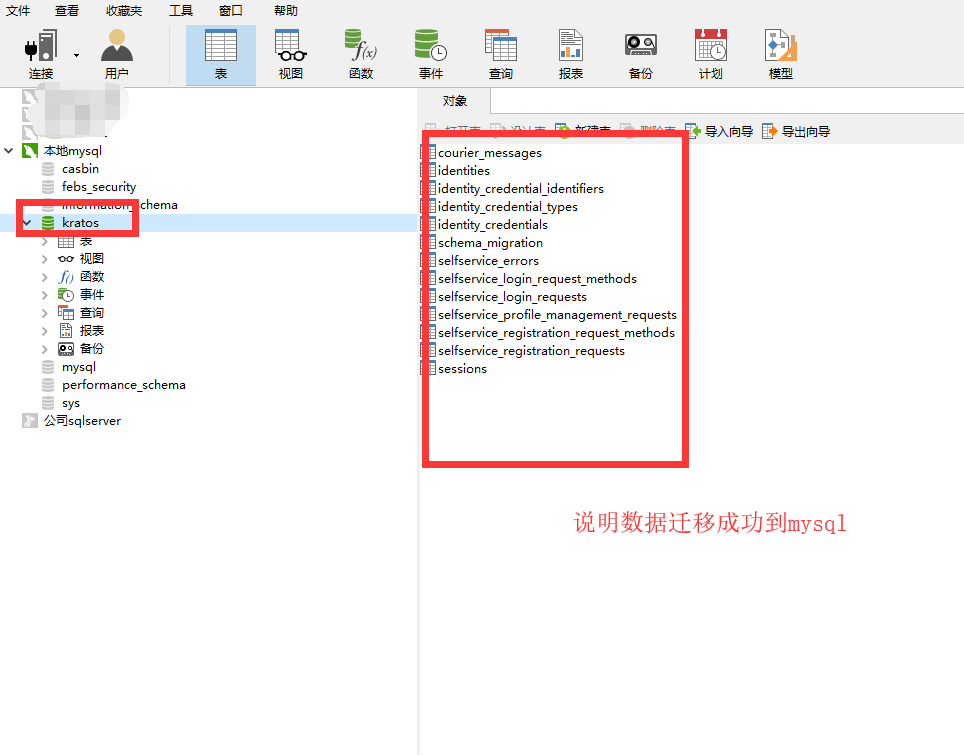 文件 查看 收藏夹 工具 窗口 帮助
连接 用户 表 视图 函数 事件 查询 报表 备份 计划 模型
对象
打开表 设计表 新建表 删除表 导入向导 导出向导
本地mysql
casbin
febs_security
information_schema
kratos
表
视图
函数
事件
查询
报表
备份
mysql
performance_schema
sys
公司sqlserver
courier_messages
identities
identity_credential_identifiers
identity_credential_types
identity_credentials
schema_migration
selfservice_errors
selfservice_login_request_methods
selfservice_login_requests
selfservice_profile_management_requests
selfservice_registration_request_methods
selfservice_registration_requests
sessions
说明数据迁移成功到mysql